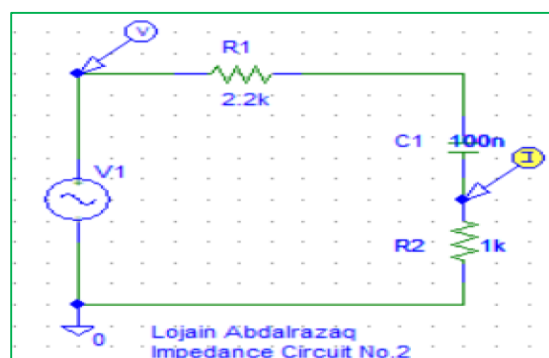 V
R1
2.2k
C1
100n
I
V1
R2
1k
0
Lojain Abdalrazaq
Impedance Circuit No.2